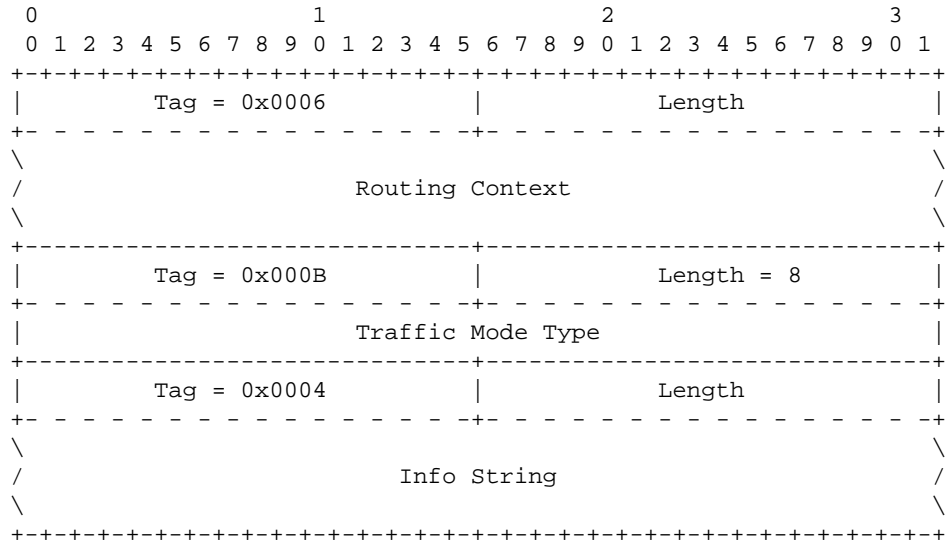 0                   1                   2                   3
 0 1 2 3 4 5 6 7 8 9 0 1 2 3 4 5 6 7 8 9 0 1 2 3 4 5 6 7 8 9 0 1
+-+-+-+-+-+-+-+-+-+-+-+-+-+-+-+-+-+-+-+-+-+-+-+-+-+-+-+-+-+-+-+-+
|         Tag = 0x0006          |            Length             |
+- - - - - - - - - - - - - - - -+- - - - - - - - - - - - - - - -+
\                                                               \
/                       Routing Context                         /
\                                                               \
+-------------------------------+-------------------------------+
|         Tag = 0x000B          |            Length = 8         |
+- - - - - - - - - - - - - - - -+- - - - - - - - - - - - - - - -+
|                       Traffic Mode Type                       |
+-------------------------------+-------------------------------+
|         Tag = 0x0004          |            Length             |
+- - - - - - - - - - - - - - - -+- - - - - - - - - - - - - - - -+
\                                                               \
/                          Info String                          /
\                                                               \
+-+-+-+-+-+-+-+-+-+-+-+-+-+-+-+-+-+-+-+-+-+-+-+-+-+-+-+-+-+-+-+-+